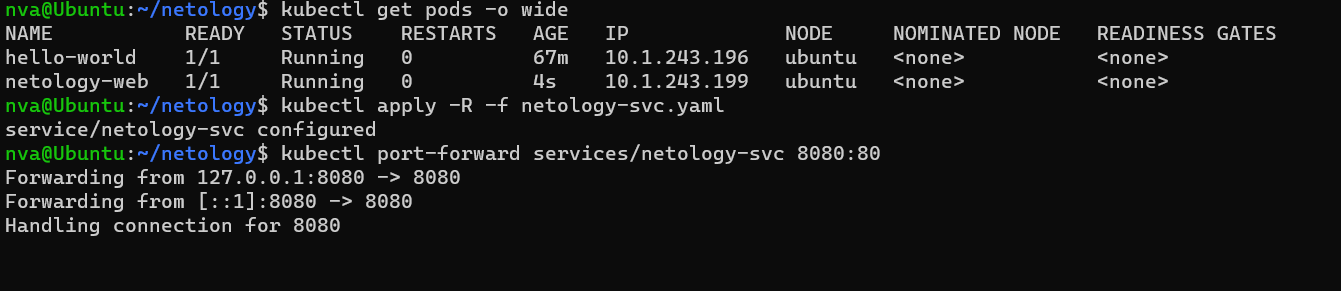 nva@Ubuntu:~/netology$ kubectl get pods -o wide
NAME           READY   STATUS    RESTARTS   AGE   IP             NODE     NOMINATED NODE   READINESS GATES
hello-world    1/1     Running   0          67m   10.1.243.196   ubuntu   <none>           <none>
netology-web   1/1     Running   0          4s    10.1.243.199   ubuntu   <none>           <none>
nva@Ubuntu:~/netology$ kubectl apply -R -f netology-svc.yaml
service/netology-svc configured
nva@Ubuntu:~/netology$ kubectl port-forward services/netology-svc 8080:80
Forwarding from 127.0.0.1:8080 -> 8080
Forwarding from [::1]:8080 -> 8080
Handling connection for 8080